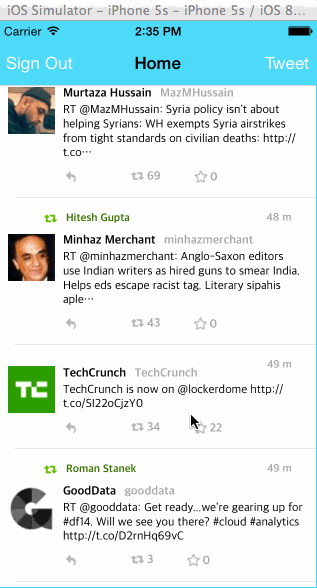 iOS Simulator - iPhone 5s - iPhone 5s / iOS 8...
Carrier 2:35 PM
Sign Out Home Tweet
Murtaza Hussain MazMHussain
RT @MazMHussain: Syria policy isn't about
helping Syrians: WH exempts Syria airstrikes
from tight standards on civilian deaths: http://
t.co…
69 0
Hitesh Gupta 48 m
Minhaz Merchant minhazmerchant
RT @minhazmerchant: Anglo-Saxon editors
use Indian writers as hired guns to smear India.
Helps eds escape racist tag. Literary sipahis
aple…
43 0
49 m
TechCrunch TechCrunch
TechCrunch is now on @lockerdome http://
t.co/SI22oCjzY0
34 22
Roman Stanek 49 m
GoodData gooddata
RT @gooddata: Get ready...we're gearing up for
#df14. Will we see you there? #cloud #analytics
http://t.co/D2rnHq69vC
3 0